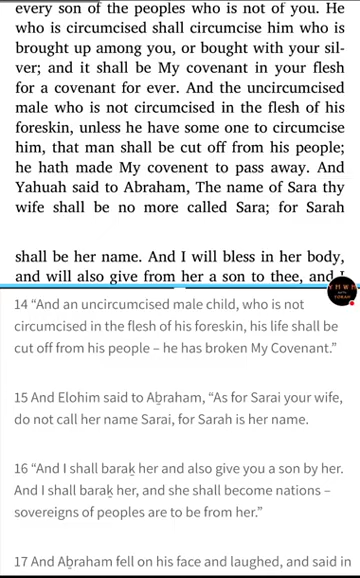 every son of the peoples who is not of you. He
who is circumcised shall circumcise him who is
brought up among you, or bought with your sil-
ver; and it shall be My covenant in your flesh
for a covenant for ever. And the uncircumcised
male who is not circumcised in the flesh of his
foreskin, unless he have some one to circumcise
him, that man shall be cut off from his people;
he hath made My covenent to pass away. And
Yahuah said to Abraham, The name of Sara thy
wife shall be no more called Sara; for Sarah
shall be her name. And I will bless in her body,
and will also give from her a son to thee, and I
14 “And an uncircumcised male child, who is not
circumcised in the flesh of his foreskin, his life shall be
cut off from his people – he has broken My Covenant.”
15 And Elohim said to Aḇraham, “As for Sarai your wife,
do not call her name Sarai, for Sarah is her name.
16 “And I shall baraḵ her and also give you a son by her.
And I shall baraḵ her, and she shall become nations –
sovereigns of peoples are to be from her.”
17 And Aḇraham fell on his face and laughed, and said in